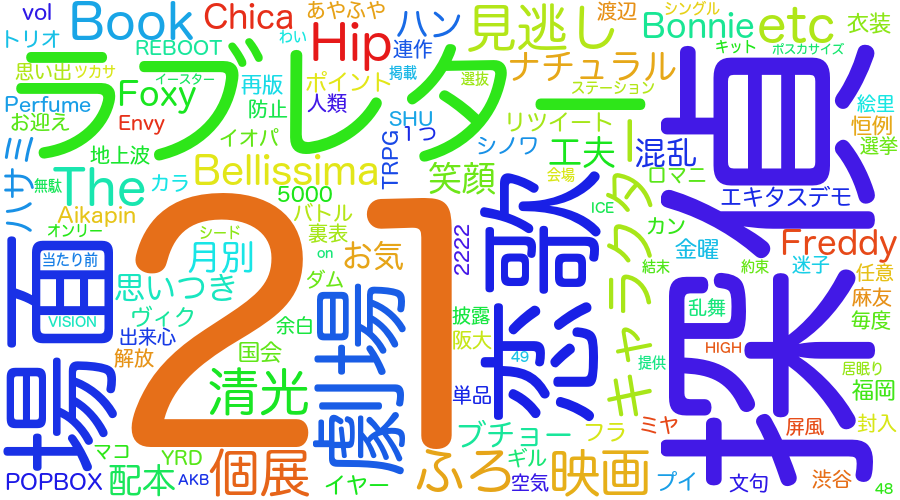 vol
Book
Chica
あやふや
ハン
見逃し
渡辺
シングル
etc
衣装
トリオ
REBOOT
わい
Hip
連作
Bonnie
キット
ポスカサイズ
思い出
ツカサ
イースター
再版
ポイント
掲載
選抜
ナチュラル
ステーション
Perfume
Foxy
防止
人類
ラブレター
絵里
お迎え
Envy
イオパ
SHU
1つ
リツイート
工夫
混乱
恒例
選挙
地上波
TRPG
シノワ
ハサミ
無駄
The
カラ
Bellissima
笑顔
会場
ロマニ
探偵
エキタスデモ
Aikapin
5000
オンリー
シード
バトル
裏表
ICE
キャラクター
カン
21
恋歌
2222
Freddy
場面
当たり前
月別
on
お気
金曜
迷子
結末
約束
任意
思いつき
ダム
麻友
VISION
ヴィク
余白
披露
乱舞
毎度
出来心
劇場
阪大
49
HIGH
解放
国会
提供
居眠り
清光
単品
福岡
ブチョー
フラ
ミヤ
屏風
封入
マコ
YRD
個展
ふろ
ギル
映画
POPBOX
配本
AKB
イヤー
空気
プイ
文句
渋谷
48